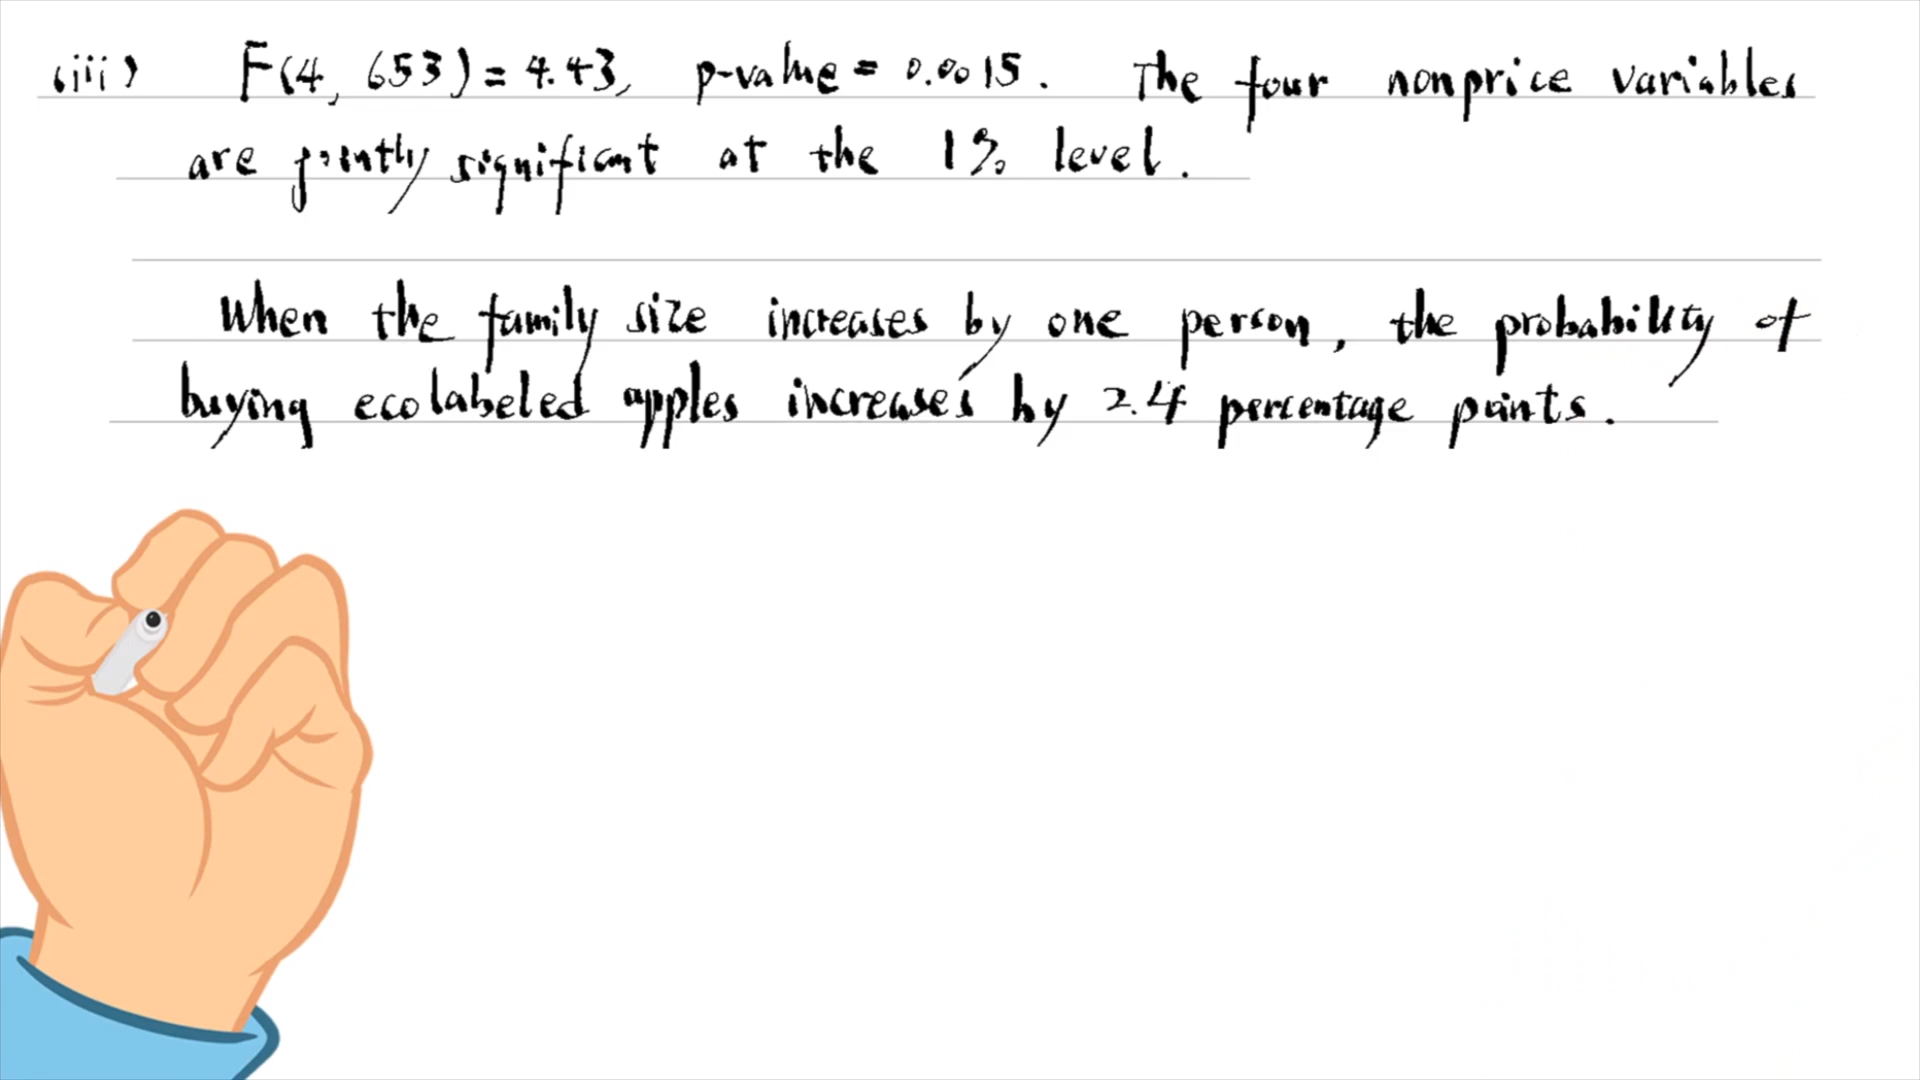 (iii) F(4, 653) = 4.43, p-value = 0.0015. The four nonprice variables
are jointly significant at the 1% level.
When the family size increases by one person, the probability of
buying ecolabeled apples increases by 2.4 percentage points.